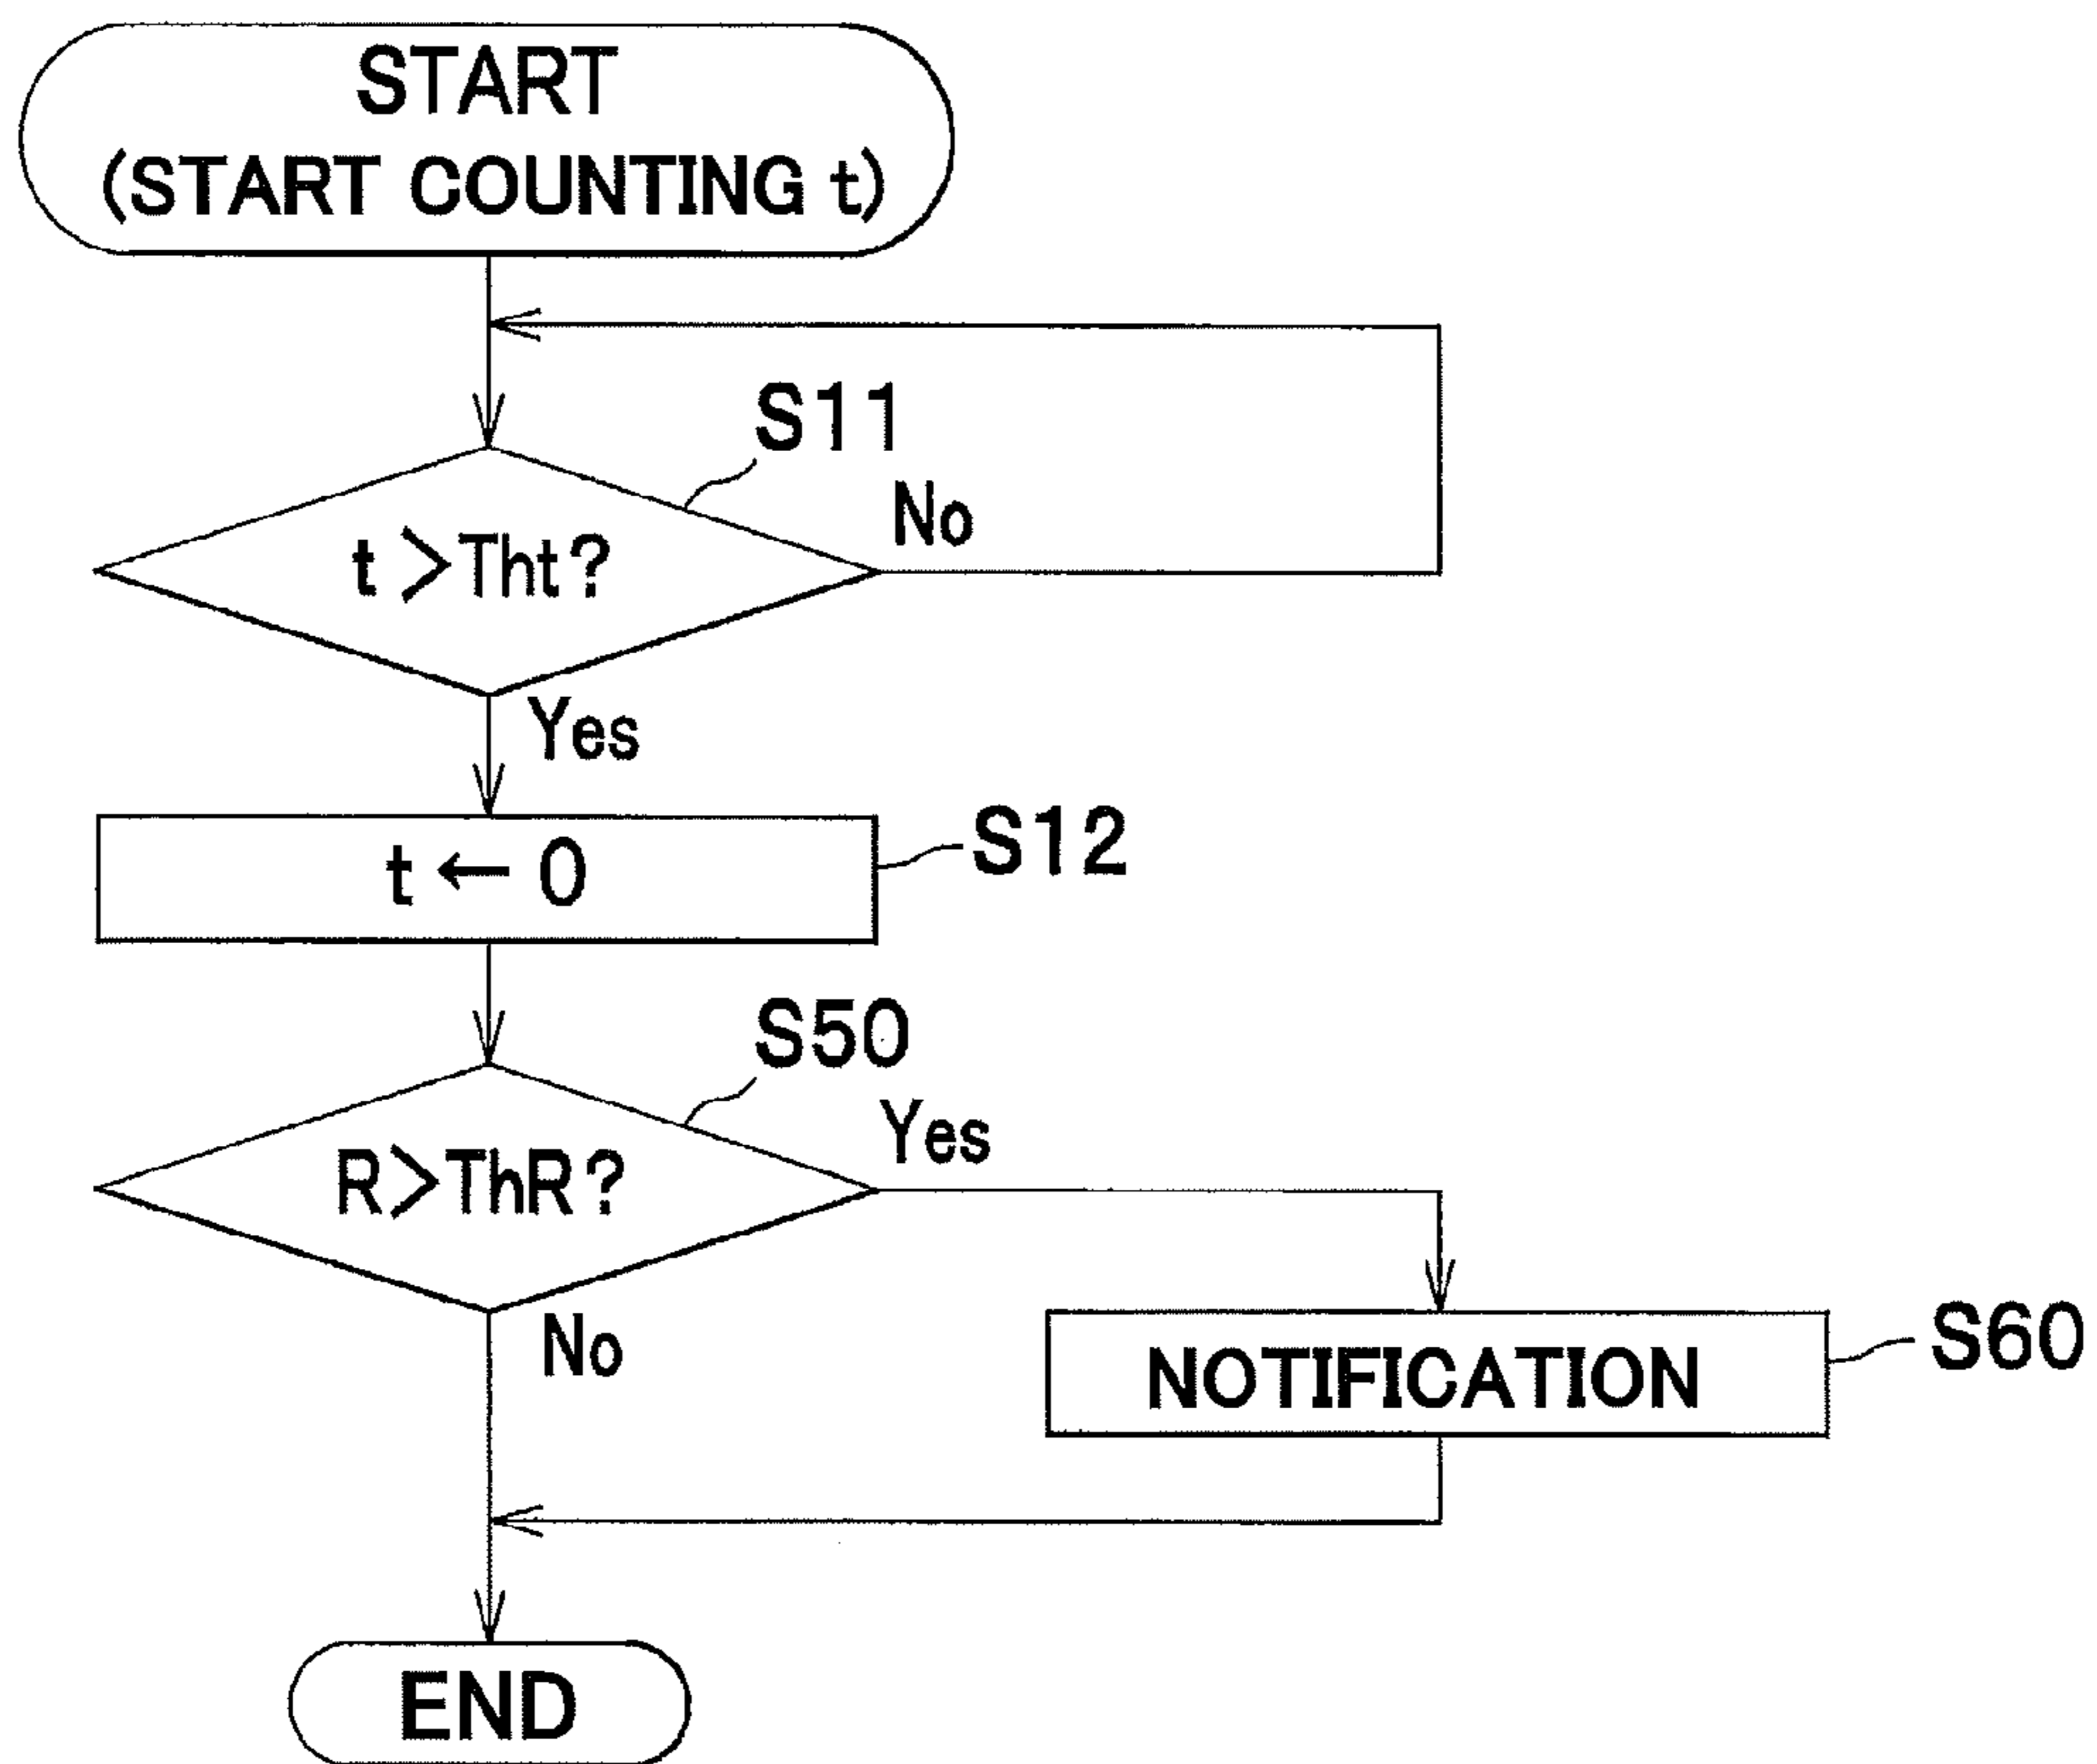 START
(START COUNTING t)
S11
No
t>Tht?
Yes
t ← 0
S12
S50
Yes
R>ThR?
No
NOTIFICATION
S60
END